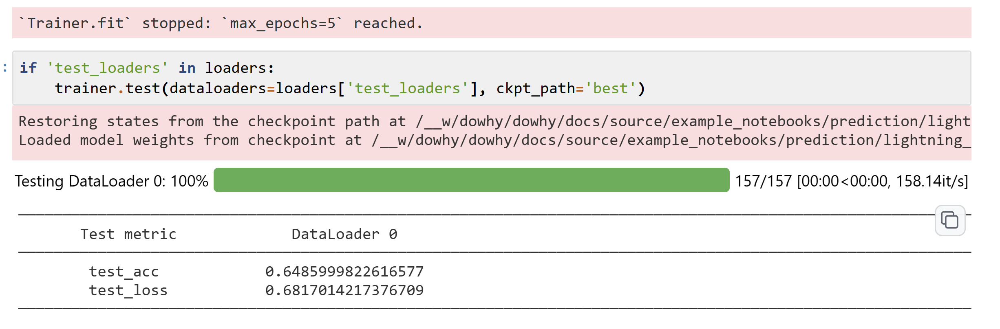 `Trainer.fit` stopped: `max_epochs=5` reached.
:
if 'test_loaders' in loaders:
    trainer.test(dataloaders=loaders['test_loaders'], ckpt_path='best')
Restoring states from the checkpoint path at /__w/dowhy/dowhy/docs/source/example_notebooks/prediction/light
Loaded model weights from checkpoint at /__w/dowhy/dowhy/docs/source/example_notebooks/prediction/lightning_
Testing DataLoader 0: 100% 157/157 [00:00<00:00, 158.14it/s]
Test metric DataLoader 0
test_acc 0.6485999822616577
test_loss 0.6817014217376709